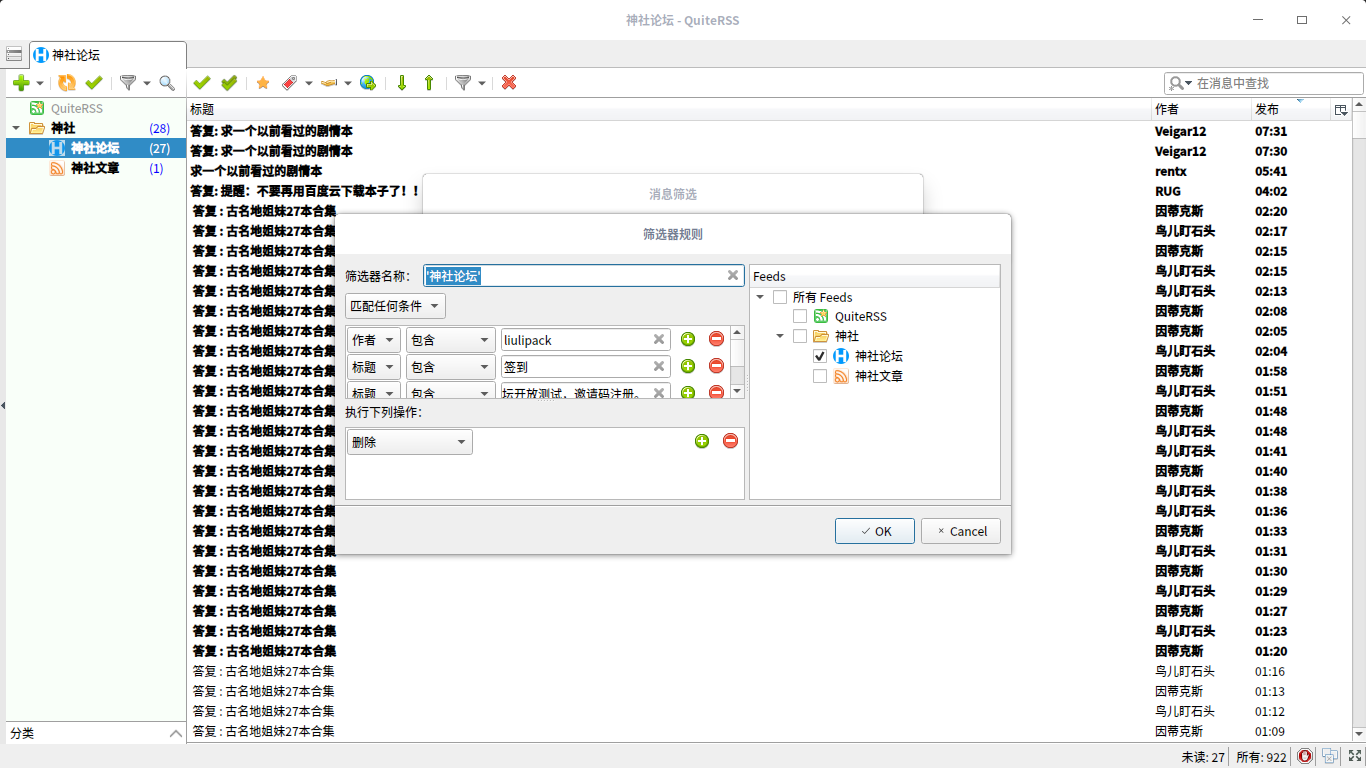 神社论坛 - QuiteRSS
神社论坛
在消息中查找
QuiteRSS
神社 (28)
神社论坛 (27)
神社文章 (1)
分类
标题 作者 发布
答复: 求一个以前看过的剧情本 Veigar12 07:31
答复: 求一个以前看过的剧情本 Veigar12 07:30
求一个以前看过的剧情本 rentx 05:41
答复: 提醒：不要再用百度云下载本子了！！ RUG 04:02
答复 : 古名地姐妹27本合集 因蒂克斯 02:20
答复 : 古名地姐妹27本合集 鸟儿盯石头 02:17
答复 : 古名地姐妹27本合集 因蒂克斯 02:15
答复 : 古名地姐妹27本合集 鸟儿盯石头 02:15
答复 : 古名地姐妹27本合集 鸟儿盯石头 02:13
答复 : 古名地姐妹27本合集 因蒂克斯 02:08
答复 : 古名地姐妹27本合集 因蒂克斯 02:05
答复 : 古名地姐妹27本合集 鸟儿盯石头 02:04
答复 : 古名地姐妹27本合集 因蒂克斯 01:58
答复 : 古名地姐妹27本合集 鸟儿盯石头 01:51
答复 : 古名地姐妹27本合集 因蒂克斯 01:48
答复 : 古名地姐妹27本合集 鸟儿盯石头 01:48
答复 : 古名地姐妹27本合集 鸟儿盯石头 01:41
答复 : 古名地姐妹27本合集 因蒂克斯 01:40
答复 : 古名地姐妹27本合集 鸟儿盯石头 01:38
答复 : 古名地姐妹27本合集 鸟儿盯石头 01:36
答复 : 古名地姐妹27本合集 因蒂克斯 01:33
答复 : 古名地姐妹27本合集 鸟儿盯石头 01:31
答复 : 古名地姐妹27本合集 因蒂克斯 01:30
答复 : 古名地姐妹27本合集 鸟儿盯石头 01:29
答复 : 古名地姐妹27本合集 因蒂克斯 01:27
答复 : 古名地姐妹27本合集 鸟儿盯石头 01:23
答复 : 古名地姐妹27本合集 因蒂克斯 01:20
答复 : 古名地姐妹27本合集 鸟儿盯石头 01:16
答复 : 古名地姐妹27本合集 因蒂克斯 01:13
答复 : 古名地姐妹27本合集 鸟儿盯石头 01:12
答复 : 古名地姐妹27本合集 因蒂克斯 01:09
消息筛选
筛选器规则
筛选器名称: '神社论坛'
匹配任何条件
作者 包含 liulipack
标题 包含 签到
标题 包含 坛开放测试，邀请码注册。
执行下列操作:
删除
Feeds
所有 Feeds
QuiteRSS
神社
神社论坛
神社文章
OK Cancel
未读: 27 所有: 922